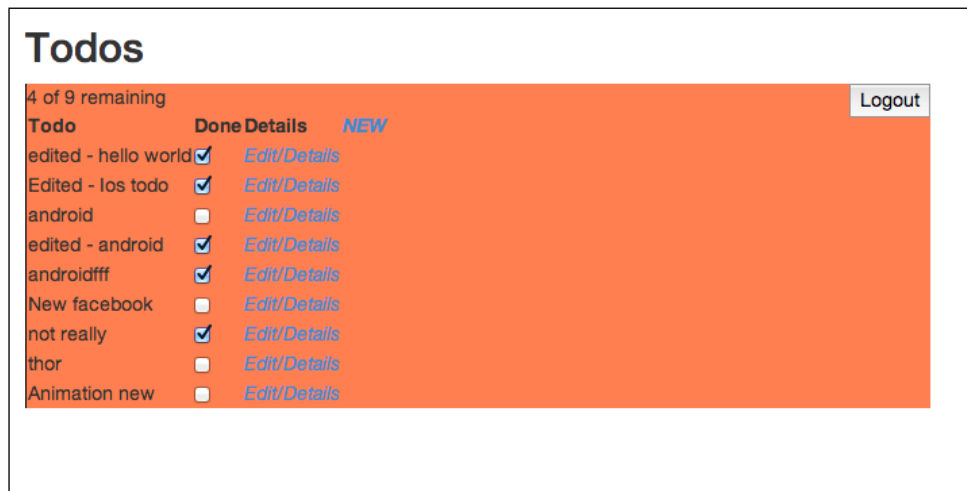 Todos
4 of 9 remaining
Logout
Todo Done Details NEW
edited - hello world Edit/Details
Edited - Ios todo Edit/Details
android Edit/Details
edited - android Edit/Details
androidfff Edit/Details
New facebook Edit/Details
not really Edit/Details
thor Edit/Details
Animation new Edit/Details